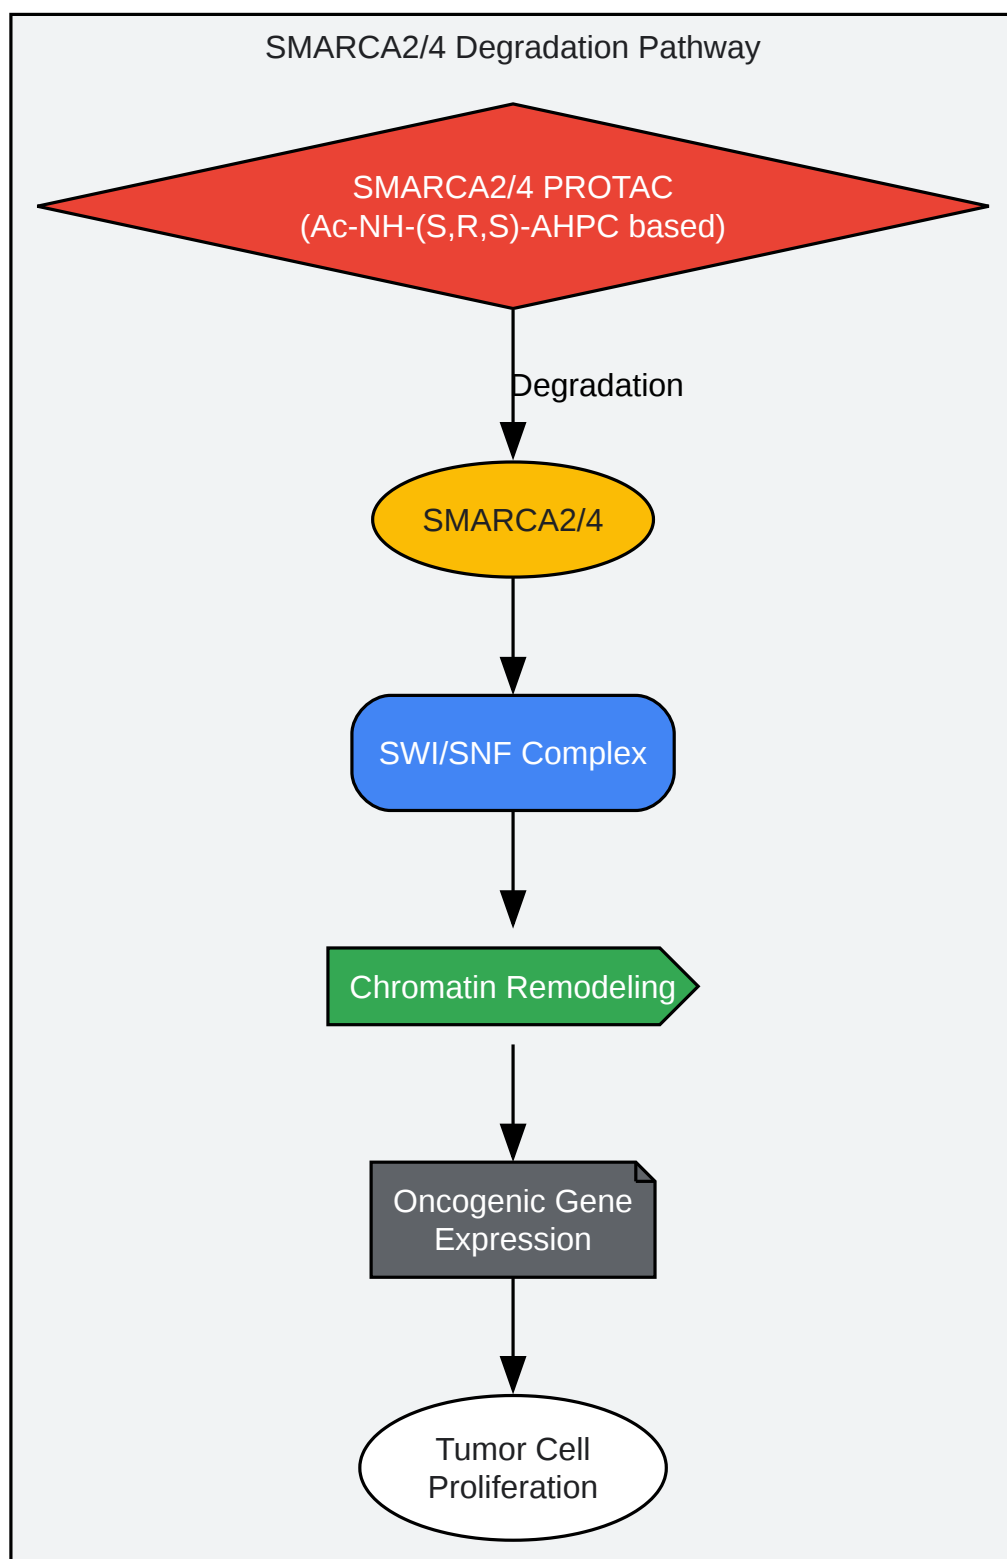 SMARCA2/4 Degradation Pathway
SMARCA2/4 PROTAC
(Ac-NH-(S,R,S)-AHPC based)
Degradation
SMARCA2/4
SWI/SNF Complex
Chromatin Remodeling
Oncogenic Gene
Expression
Tumor Cell
Proliferation